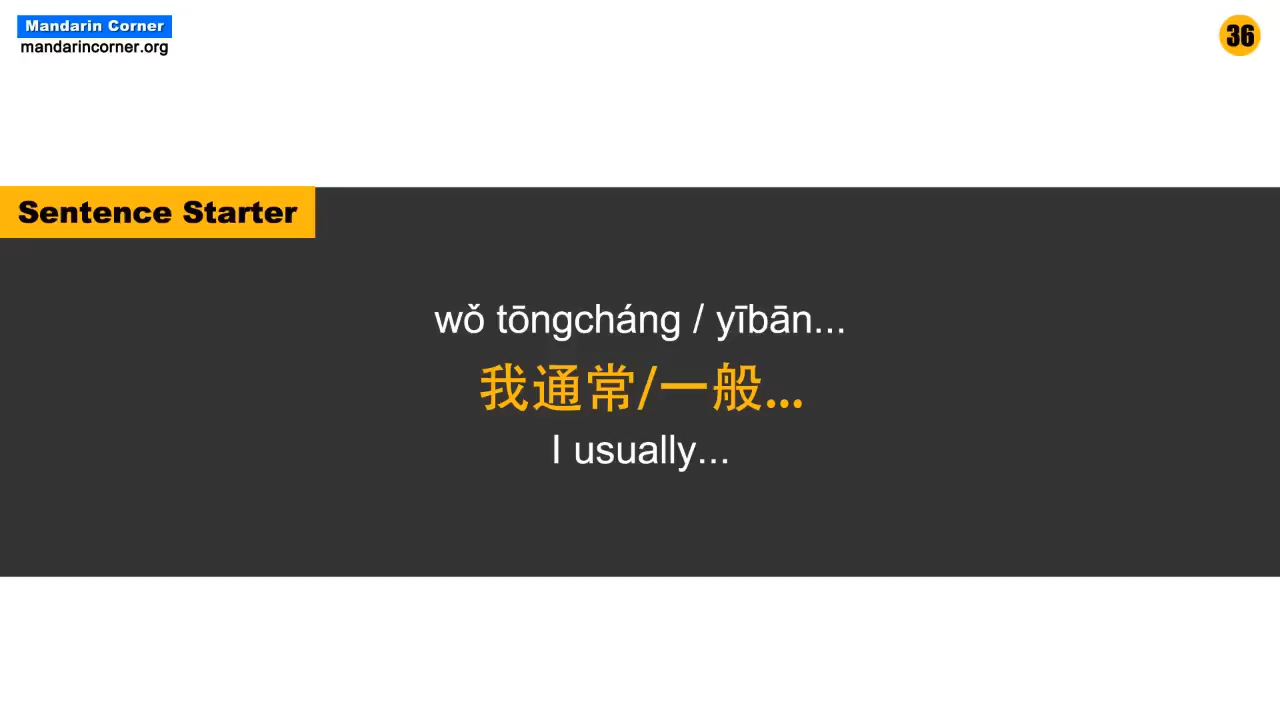 Mandarin Corner
mandarincorner.org
36
Sentence Starter
wǒ tōngcháng / yībān...
我通常/一般...
I usually...